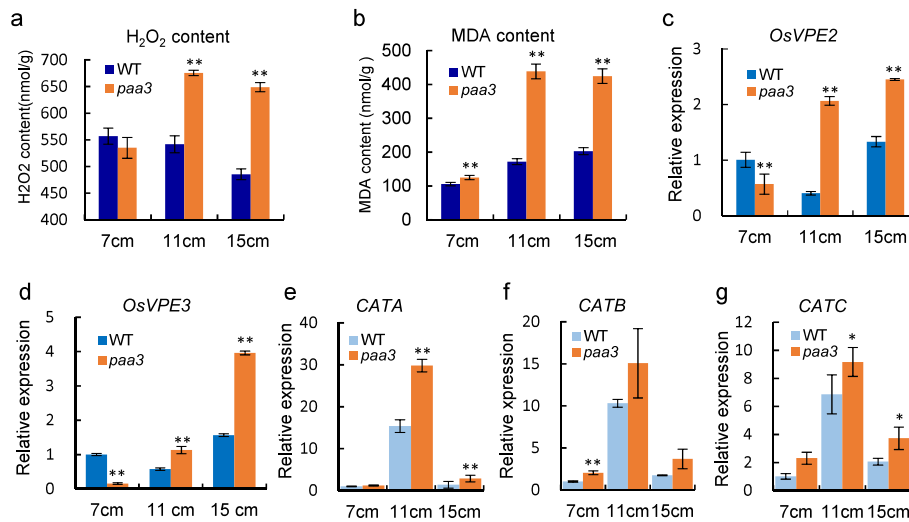 a
H₂O₂ content
H2O2 content(nmol/g)
700
650
600
550
500
450
400
WT
paa3
**
**
7cm
11cm
15cm
b
MDA content
MDA content (nmol/g )
500
400
300
200
100
0
WT
paa3
**
**
**
7cm
11cm
15cm
c
OsVPE2
Relative expression
3
2
1
0
WT
paa3
**
**
**
7cm
11cm
15cm
d
OsVPE3
Relative expression
5
4
3
2
1
0
WT
paa3
**
**
**
7cm
11 cm
15 cm
e
CATA
Relative expression
40
30
20
10
0
WT
paa3
**
**
7cm
11cm
15cm
f
CATB
Relative xpression
20
15
10
5
0
WT
paa3
**
7cm
11cm
15cm
g
CATC
Relative expression
12
10
8
6
4
2
0
WT
paa3
*
*
7cm
11cm
15cm